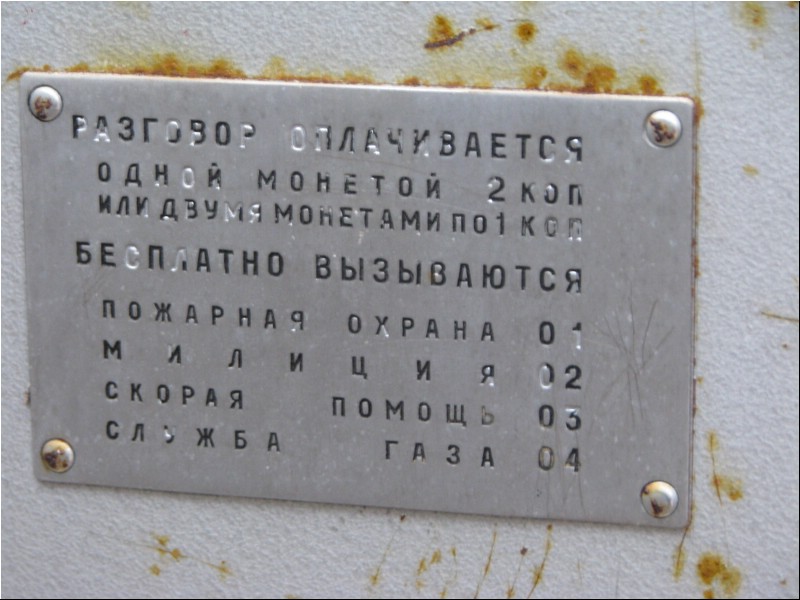 РАЗГОВОР ОПЛАЧИВАЕТСЯ
ОДНОЙ МОНЕТОЙ 2 КОП
ИЛИ ДВУМЯ МОНЕТАМИ ПО 1 КОП
БЕСПЛАТНО ВЫЗЫВАЮТСЯ
ПОЖАРНАЯ ОХРАНА 01
МИЛИЦИЯ 02
СКОРАЯ ПОМОЩЬ 03
СЛУЖБА ГАЗА 04